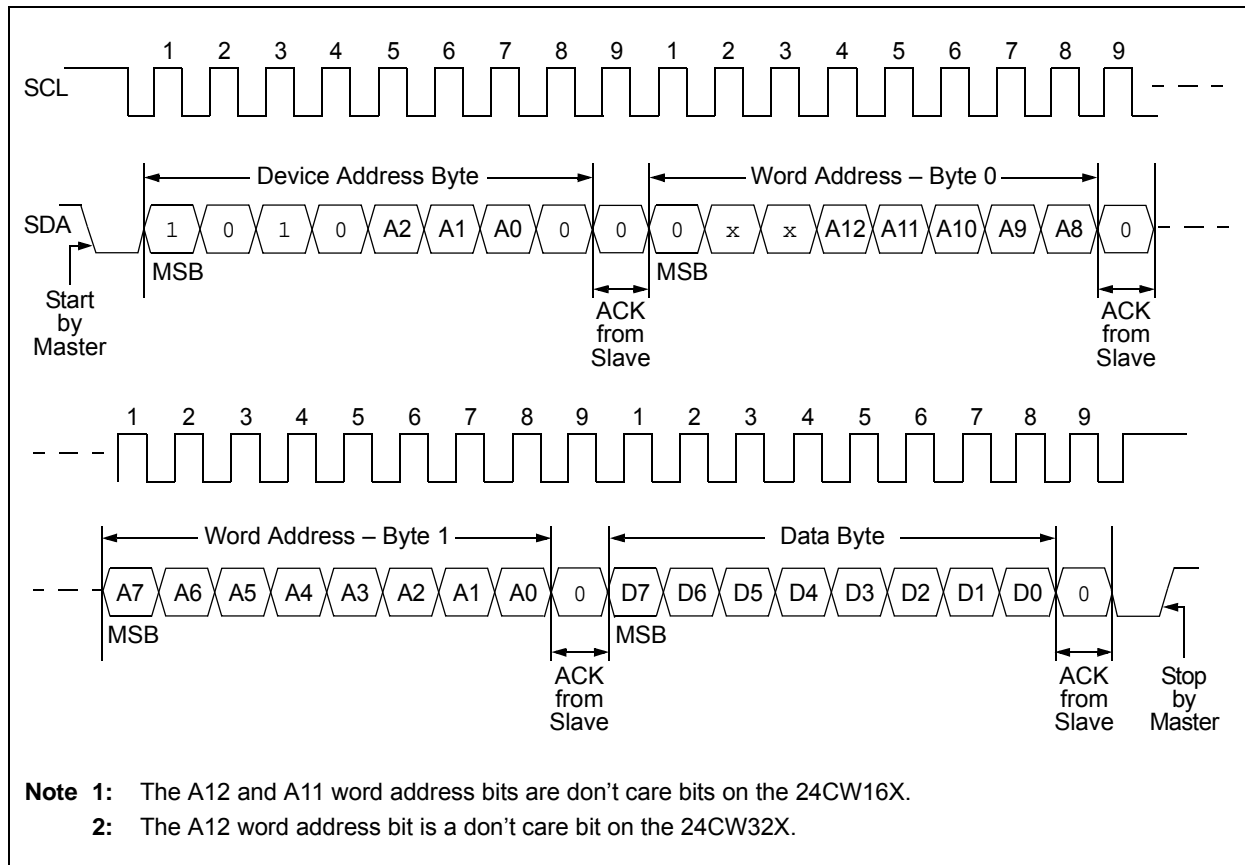 1 2 3 4 5 6 7 8 9 1 2 3 4 5 6 7 8 9
SCL
Device Address Byte
Word Address – Byte 0
SDA
1 0 1 0 A2 A1 A0 0 0 0 x x A12 A11 A10 A9 A8 0
MSB
MSB
Start
by
Master
ACK
from
Slave
ACK
from
Slave
1 2 3 4 5 6 7 8 9 1 2 3 4 5 6 7 8 9
Word Address – Byte 1
Data Byte
A7 A6 A5 A4 A3 A2 A1 A0 0 D7 D6 D5 D4 D3 D2 D1 D0 0
MSB
MSB
ACK
from
Slave
ACK
from
Slave
Stop
by
Master
Note 1: The A12 and A11 word address bits are don’t care bits on the 24CW16X.
2: The A12 word address bit is a don’t care bit on the 24CW32X.